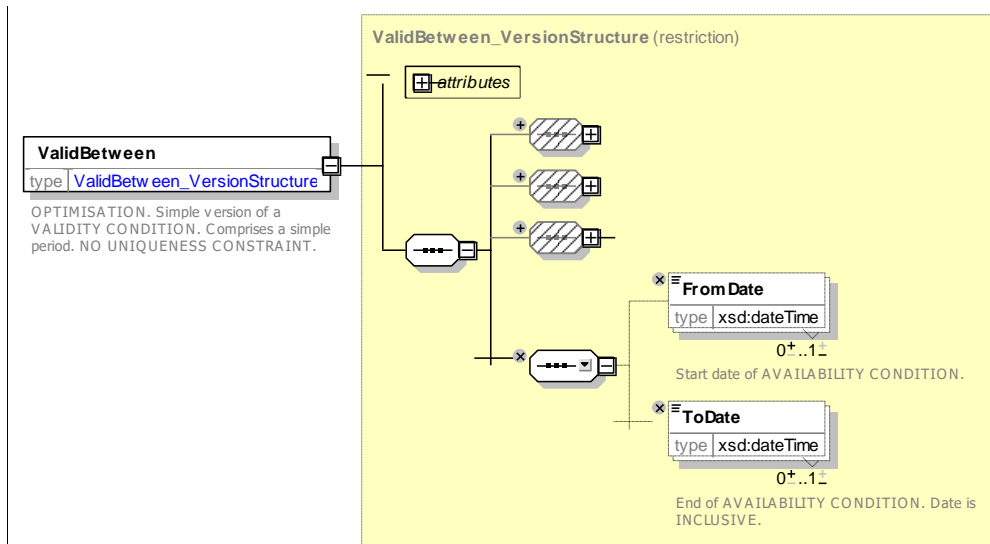 ValidBetween_VersionStructure (restriction)
attributes
ValidBetween
type ValidBetween_VersionStructure
OPTIMISATION. Simple version of a
VALIDITY CONDITION. Comprises a simple
period. NO UNIQUENESS CONSTRAINT.
FromDate
type xsd:dateTime
0..1
Start date of AVAILABILITY CONDITION.
ToDate
type xsd:dateTime
0..1
End of AVAILABILITY CONDITION. Date is
INCLUSIVE.